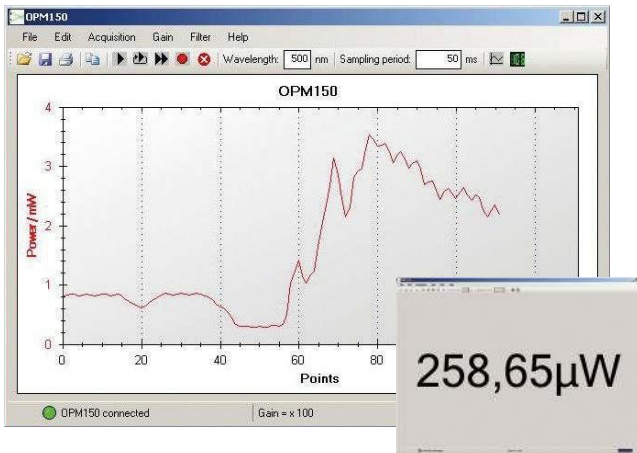 OPM150
File Edit Acquisition Gain Filter Help
Wavelength: 500 nm Sampling period: 50 ms
OPM150
Power / mW
4
3
2
1
0
0 20 40 60 80
Points
OPM150 connected Gain = x 100
258,65µW